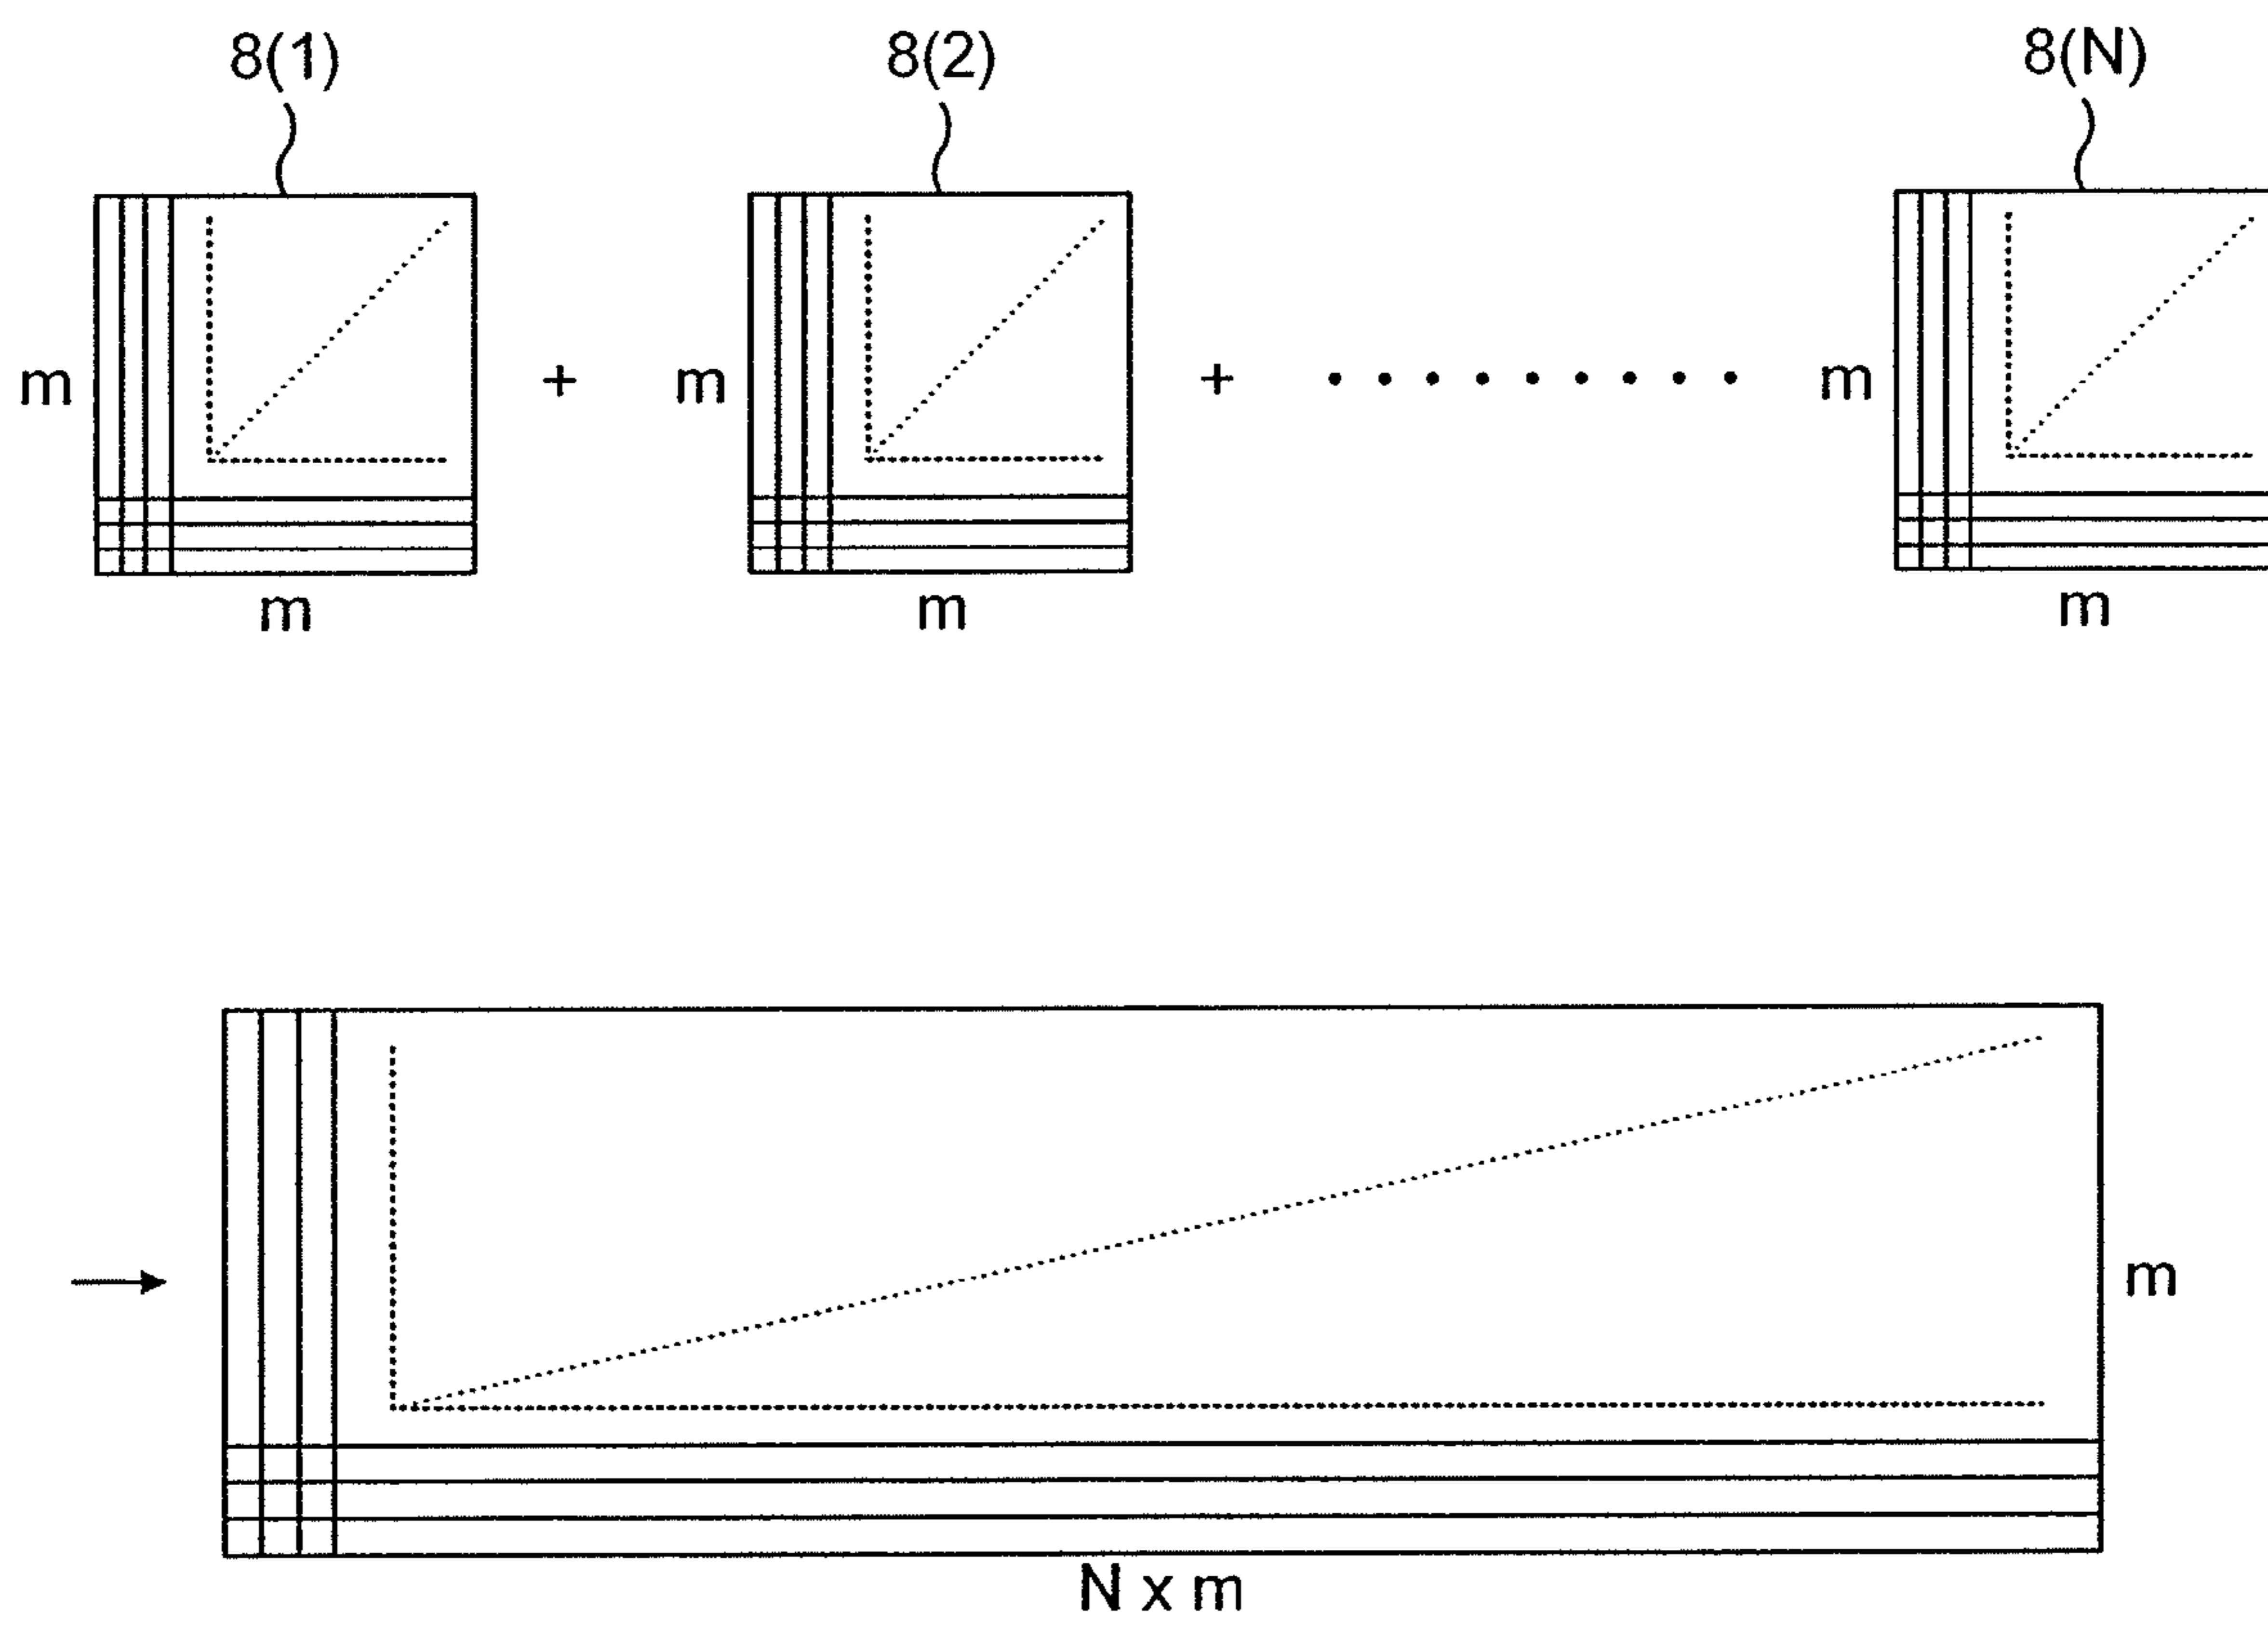 8(1) 8(2) 8(N)
m + m + ......... m
m m m
→ m
N x m